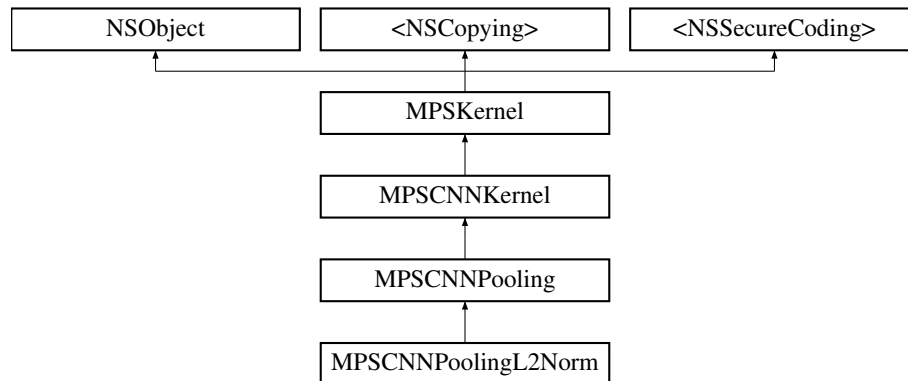 NSObject
<NSCopying>
<NSSecureCoding>
MPSKernel
MPSCNNKernel
MPSCNNPooling
MPSCNNPoolingL2Norm